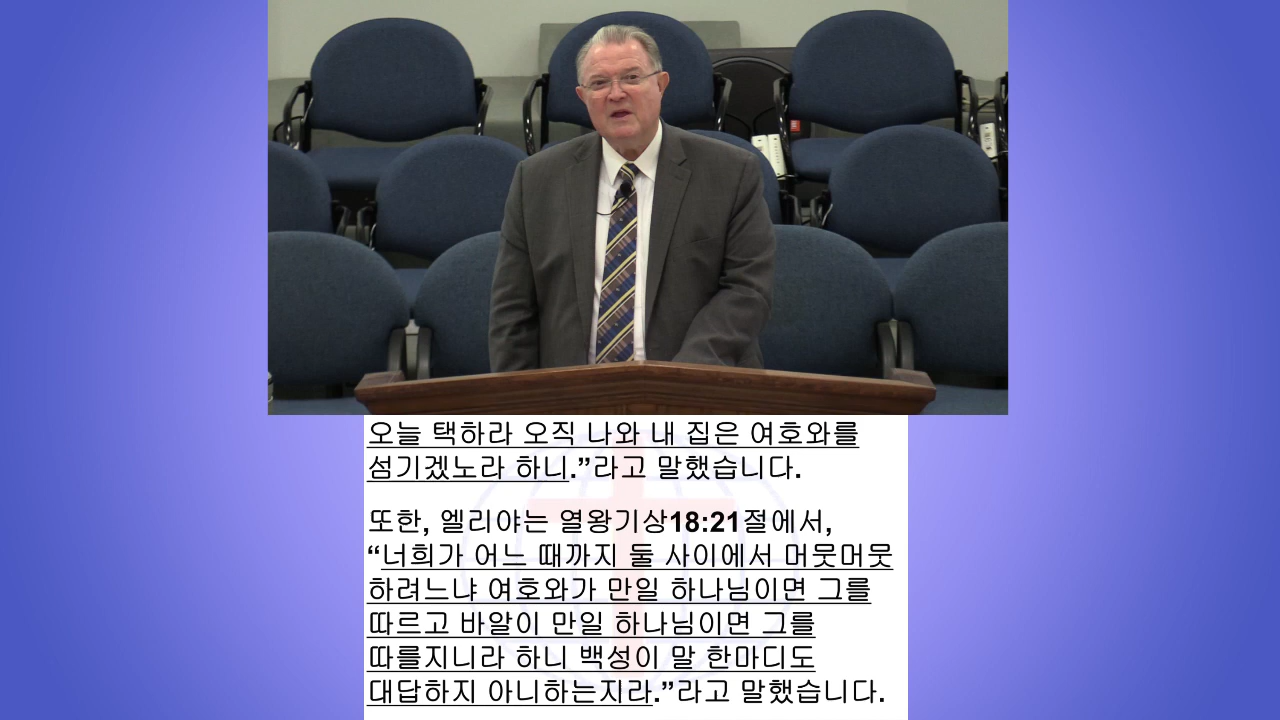 오늘 택하라 오직 나와 내 집은 여호와를
섬기겠노라 하니.”라고 말했습니다.
또한, 엘리야는 열왕기상18:21절에서,
“너희가 어느 때까지 둘 사이에서 머뭇머뭇
하려느냐 여호와가 만일 하나님이면 그를
따르고 바알이 만일 하나님이면 그를
따를지니라 하니 백성이 말 한마디도
대답하지 아니하는지라.”라고 말했습니다.